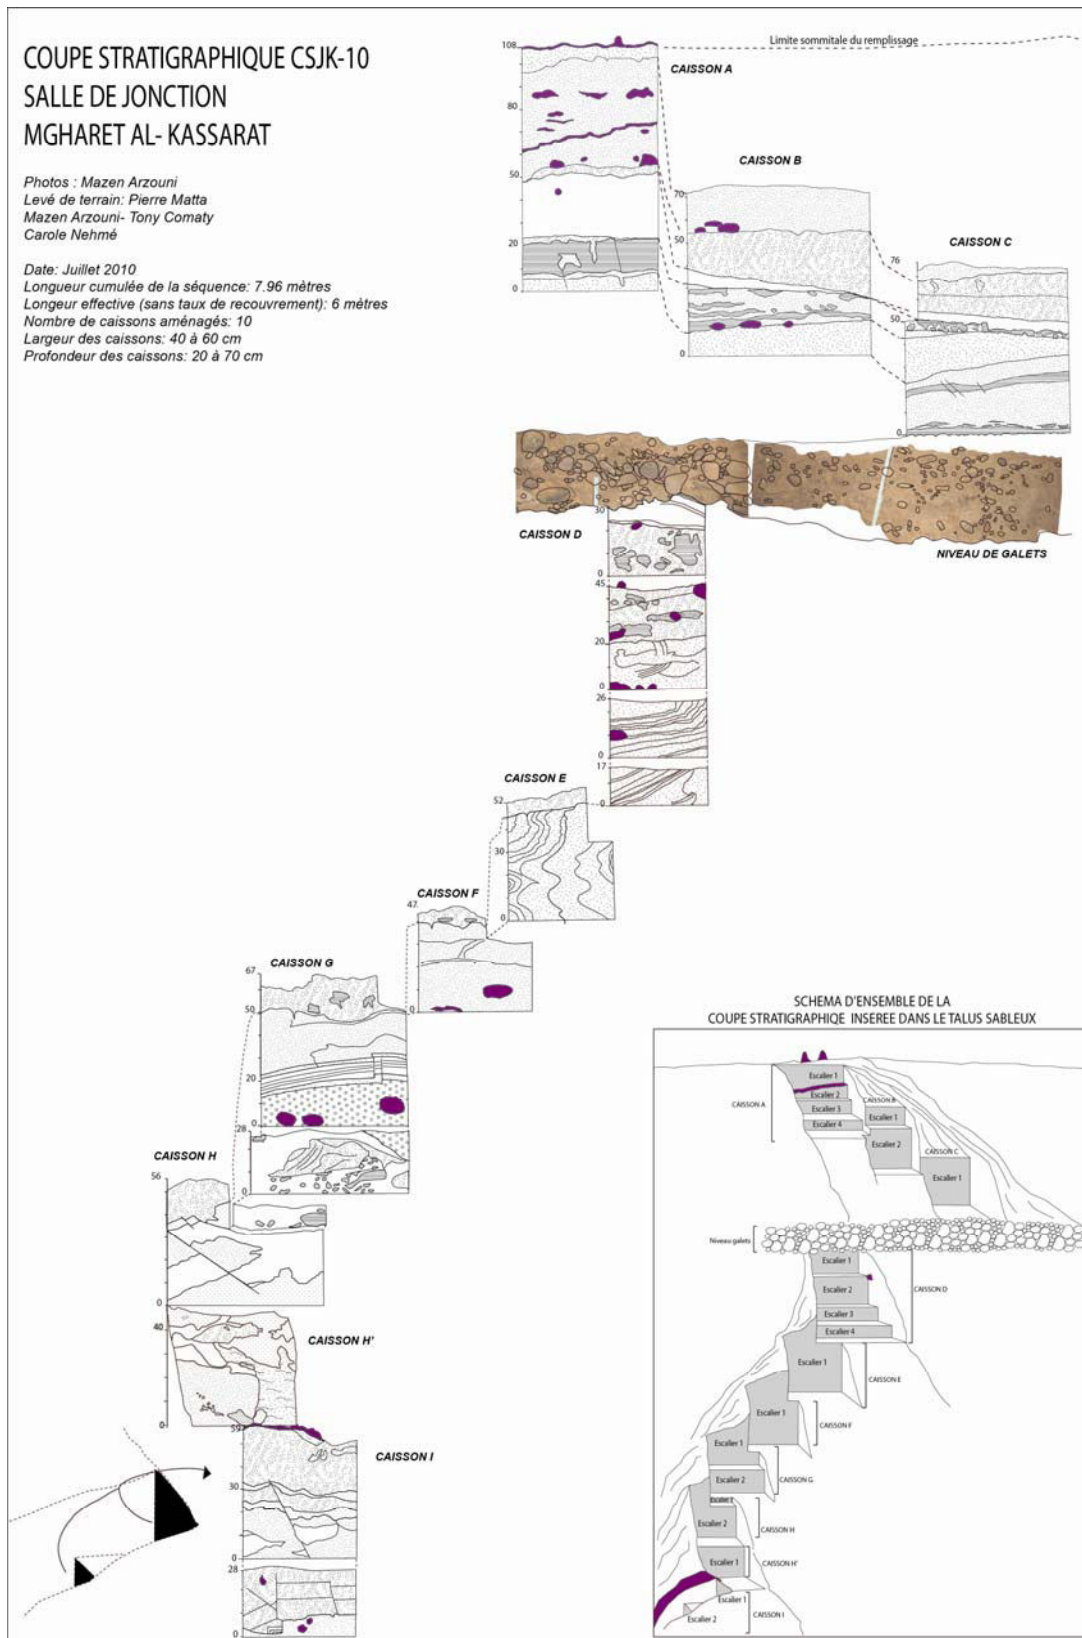 COUPE STRATIGRAPHIQUE CSJK-10
SALLE DE JONCTION
MGHARET AL- KASSARAT
Photos : Mazen Arzouni
Levé de terrain: Pierre Matta
Mazen Arzouni- Tony Comaty
Carole Nehmé
Date: Juillet 2010
Longueur cumulée de la séquence: 7.96 mètres
Longeur effective (sans taux de recouvrement): 6 mètres
Nombre de caissons aménagés: 10
Largeur des caissons: 40 à 60 cm
Profondeur des caissons: 20 à 70 cm
Limite sommitale du remplissage
CAISSON A
108
80
50
20
0
CAISSON B
70
50
0
CAISSON C
76
50
0
NIVEAU DE GALETS
CAISSON D
30
0
45
20
0
26
0
17
0
CAISSON E
52
30
0
CAISSON F
47
0
CAISSON G
67
50
20
0
28
0
CAISSON H
56
0
CAISSON H'
40
0
CAISSON I
59
30
0
28
0
SCHEMA D'ENSEMBLE DE LA
COUPE STRATIGRAPHIQE INSEREE DANS LE TALUS SABLEUX
CAISSON A
Escalier 1
Escalier 2
Escalier 3
Escalier 4
CAISSON B
Escalier 1
Escalier 2
CAISSON C
Escalier 1
Niveau galets
Escalier 1
Escalier 2
Escalier 3
Escalier 4
CAISSON D
Escalier 1
CAISSON E
Escalier 1
CAISSON F
Escalier 1
Escalier 2
CAISSON G
Escalier 2
CAISSON H
Escalier 1
CAISSON H'
Escalier 1
Escalier 2
CAISSON I